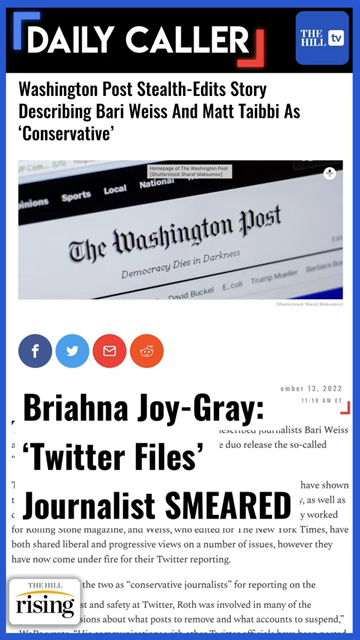 DAILY CALLER
THE
HILL tv
Washington Post Stealth-Edits Story
Describing Bari Weiss And Matt Taibbi As
'Conservative'
Homepage of The Washington Post
[Shutterstock Sharaf Maksumov]
Opinions Sports Local National
The Washington Post
Democracy Dies in Darkness
David Buckel E. coli Trump Mueller Barbara Bu
[Shutterstock Sharaf Maksumov]
ember 13, 2022
11:19 AM ET
Briahna Joy-Gray:
'Twitter Files'
Journalist SMEARED
described journalists Bari Weiss
e duo release the so-called
have shown
, as well as
y worked
for Rolling Stone magazine, and Weiss, who edited for The New York Times, have
both shared liberal and progressive views on a number of issues, however they
have now come under fire for their Twitter reporting.
the two as "conservative journalists" for reporting on the
st and safety at Twitter, Roth was involved in many of the
sions about what posts to remove and what accounts to suspend,"
THE HILL
rising